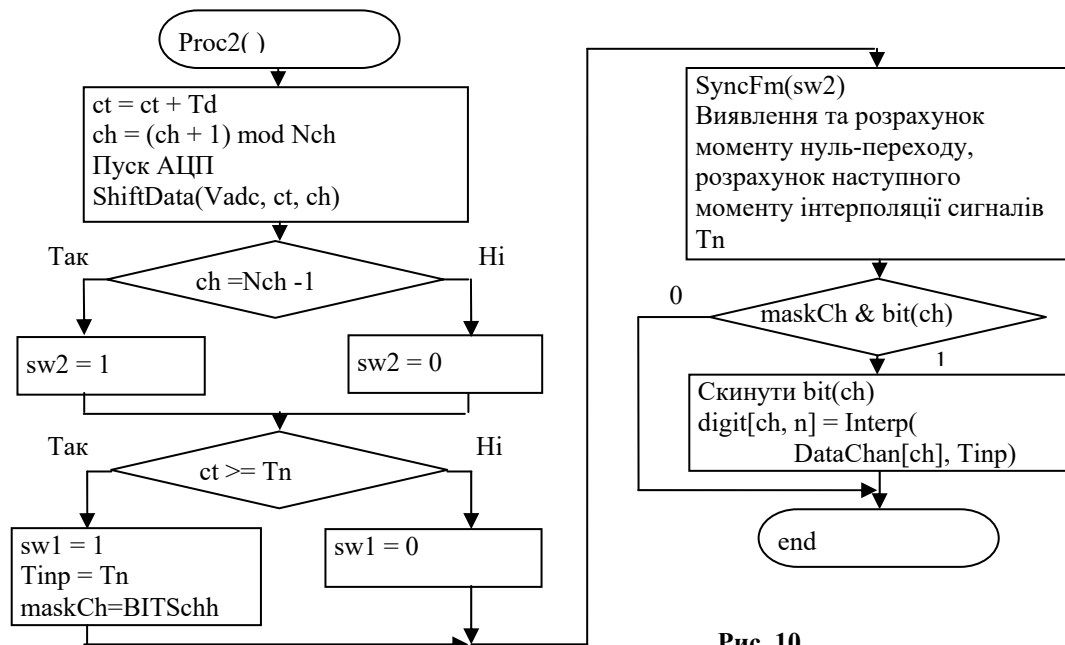 Proc2( )
ct = ct + Td
ch = (ch + 1) mod Nch
Пуск АЦП
ShiftData(Vadc, ct, ch)
Так
Ні
ch =Nch -1
sw2 = 1
sw2 = 0
Так
Ні
ct >= Tn
sw1 = 1
Tinp = Tn
maskCh=BITSchh
sw1 = 0
SyncFm(sw2)
Виявлення та розрахунок
моменту нуль-переходу,
розрахунок наступного
моменту інтерполяції сигналів
Tn
0
maskCh & bit(ch)
1
Скинути bit(ch)
digit[ch, n] = Interp(
DataChan[ch], Tinp)
end
Рис. 10